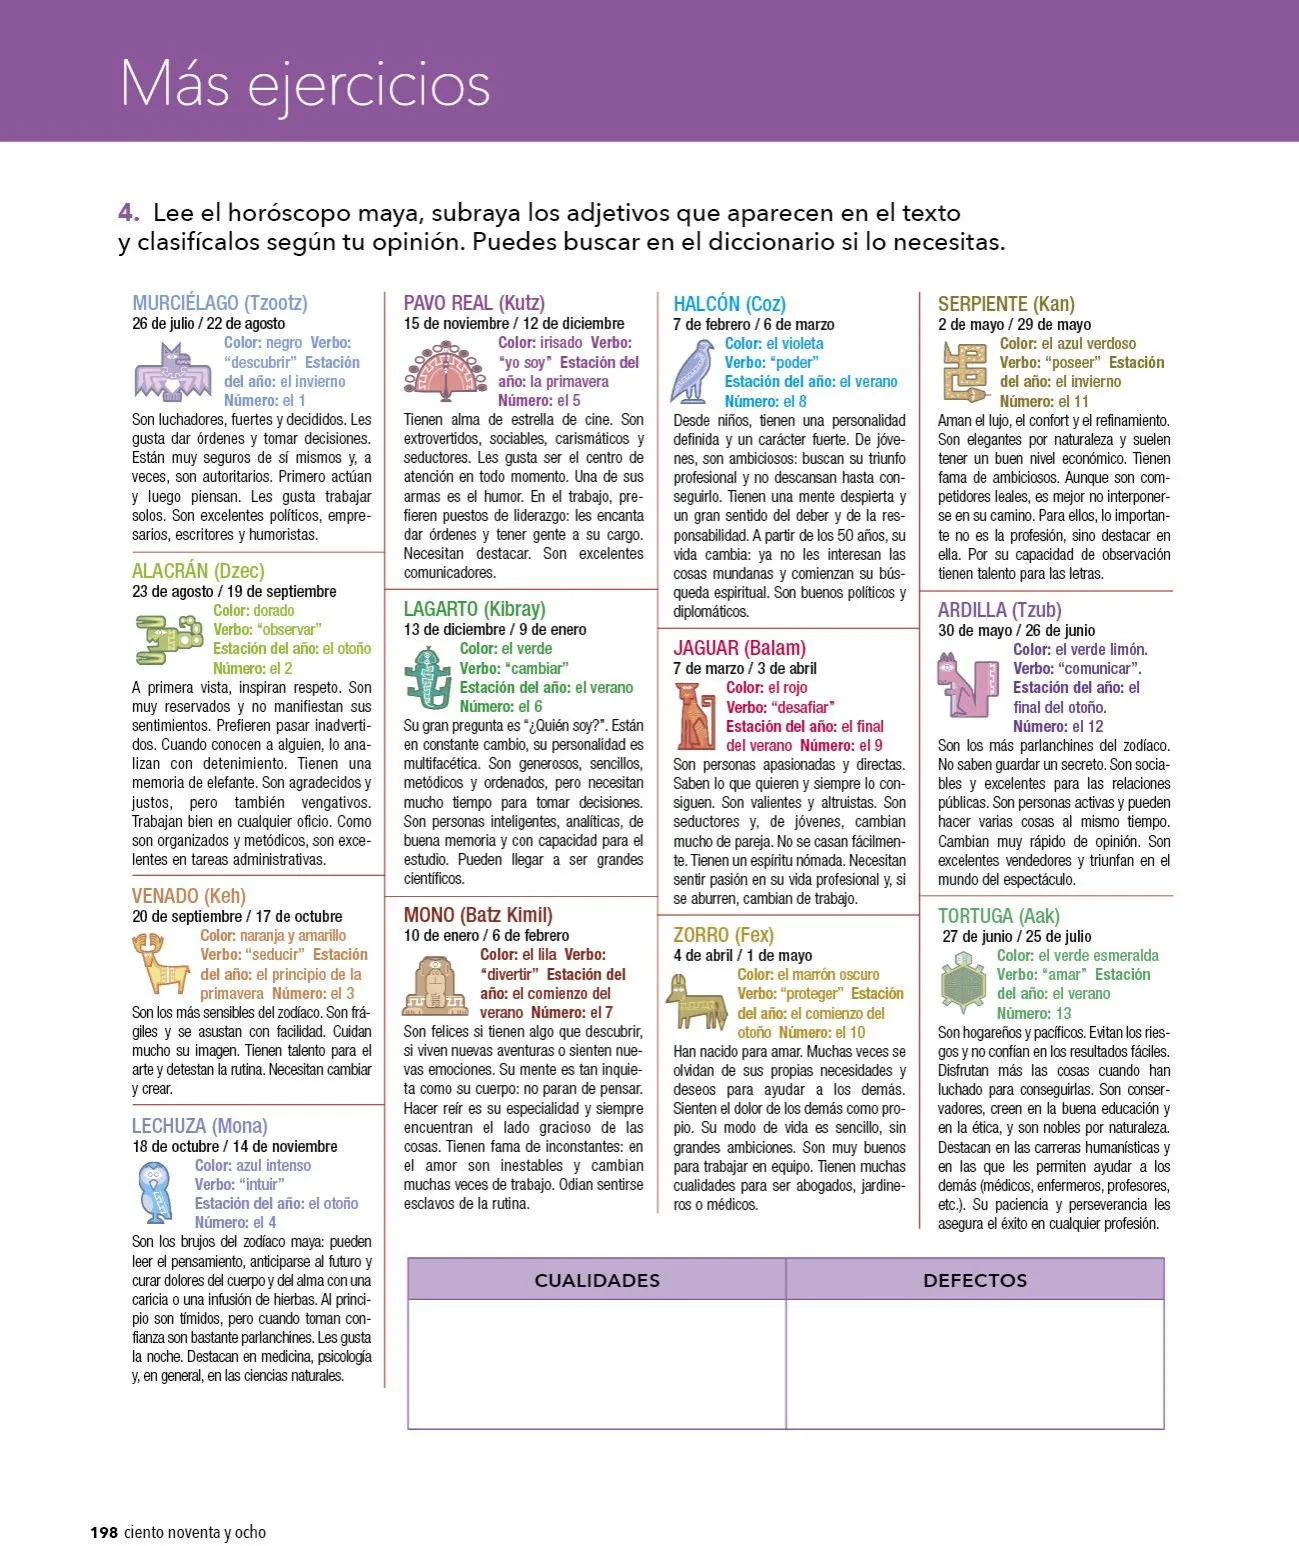 Más ejercicios
4. Lee el horóscopo maya, subraya los adjetivos que aparecen en el texto
y clasifícalos según tu opinión. Puedes buscar en el diccionario si lo necesitas.
MURCIÉLAGO (Tzootz)
26 de julio / 22 de agosto
Color: negro Verbo:
“descubrir” Estación
del año: el invierno
Número: el 1
Son luchadores, fuertes y decididos. Les
gusta dar órdenes y tomar decisiones.
Están muy seguros de sí mismos y, a
veces, son autoritarios. Primero actúan
y luego piensan. Les gusta trabajar
solos. Son excelentes políticos, empre-
sarios, escritores y humoristas.
ALACRÁN (Dzec)
23 de agosto / 19 de septiembre
Color: dorado
Verbo: “observar”
Estación del año: el otoño
Número: el 2
A primera vista, inspiran respeto. Son
muy reservados y no manifiestan sus
sentimientos. Prefieren pasar inadverti-
dos. Cuando conocen a alguien, lo ana-
lizan con detenimiento. Tienen una
memoria de elefante. Son agradecidos y
justos, pero también vengativos.
Trabajan bien en cualquier oficio. Como
son organizados y metódicos, son exce-
lentes en tareas administrativas.
VENADO (Keh)
20 de septiembre / 17 de octubre
Color: naranja y amarillo
Verbo: “seducir” Estación
del año: el principio de la
primavera Número: el 3
Son los más sensibles del zodíaco. Son frá-
giles y se asustan con facilidad. Cuidan
mucho su imagen. Tienen talento para el
arte y detestan la rutina. Necesitan cambiar
y crear.
LECHUZA (Mona)
18 de octubre / 14 de noviembre
Color: azul intenso
Verbo: “intuir”
Estación del año: el otoño
Número: el 4
Son los brujos del zodíaco maya: pueden
leer el pensamiento, anticiparse al futuro y
curar dolores del cuerpo y del alma con una
caricia o una infusión de hierbas. Al princi-
pio son tímidos, pero cuando toman con-
fianza son bastante parlanchines. Les gusta
la noche. Destacan en medicina, psicología
y, en general, en las ciencias naturales.
PAVO REAL (Kutz)
15 de noviembre / 12 de diciembre
Color: irisado Verbo:
“yo soy” Estación del
año: la primavera
Número: el 5
Tienen alma de estrella de cine. Son
extrovertidos, sociables, carismáticos y
seductores. Les gusta ser el centro de
atención en todo momento. Una de sus
armas es el humor. En el trabajo, pre-
fieren puestos de liderazgo: les encanta
dar órdenes y tener gente a su cargo.
Necesitan destacar. Son excelentes
comunicadores.
LAGARTO (Kibray)
13 de diciembre / 9 de enero
Color: el verde
Verbo: “cambiar”
Estación del año: el verano
Número: el 6
Su gran pregunta es “¿Quién soy?”. Están
en constante cambio, su personalidad es
multifacética. Son generosos, sencillos,
metódicos y ordenados, pero necesitan
mucho tiempo para tomar decisiones.
Son personas inteligentes, analíticas, de
buena memoria y con capacidad para el
estudio. Pueden llegar a ser grandes
científicos.
MONO (Batz Kimil)
10 de enero / 6 de febrero
Color: el lila Verbo:
“divertir” Estación del
año: el comienzo del
verano Número: el 7
Son felices si tienen algo que descubrir,
si viven nuevas aventuras o sienten nue-
vas emociones. Su mente es tan inquie-
ta como su cuerpo: no paran de pensar.
Hacer reír es su especialidad y siempre
encuentran el lado gracioso de las
cosas. Tienen fama de inconstantes: en
el amor son inestables y cambian
muchas veces de trabajo. Odian sentirse
esclavos de la rutina.
HALCÓN (Coz)
7 de febrero / 6 de marzo
Color: el violeta
Verbo: “poder”
Estación del año: el verano
Número: el 8
Desde niños, tienen una personalidad
definida y un carácter fuerte. De jóve-
nes, son ambiciosos: buscan su triunfo
profesional y no descansan hasta con-
seguirlo. Tienen una mente despierta y
un gran sentido del deber y de la res-
ponsabilidad. A partir de los 50 años, su
vida cambia: ya no les interesan las
cosas mundanas y comienzan su bús-
queda espiritual. Son buenos políticos y
diplomáticos.
JAGUAR (Balam)
7 de marzo / 3 de abril
Color: el rojo
Verbo: “desafiar”
Estación del año: el final
del verano Número: el 9
Son personas apasionadas y directas.
Saben lo que quieren y siempre lo con-
siguen. Son valientes y altruistas. Son
seductores y, de jóvenes, cambian
mucho de pareja. No se casan fácilmen-
te. Tienen un espíritu nómada. Necesitan
sentir pasión en su vida profesional y, si
se aburren, cambian de trabajo.
ZORRO (Fex)
4 de abril / 1 de mayo
Color: el marrón oscuro
Verbo: “proteger” Estación
del año: el comienzo del
otoño Número: el 10
Han nacido para amar. Muchas veces se
olvidan de sus propias necesidades y
deseos para ayudar a los demás.
Sienten el dolor de los demás como pro-
pio. Su modo de vida es sencillo, sin
grandes ambiciones. Son muy buenos
para trabajar en equipo. Tienen muchas
cualidades para ser abogados, jardine-
ros o médicos.
SERPIENTE (Kan)
2 de mayo / 29 de mayo
Color: el azul verdoso
Verbo: “poseer” Estación
del año: el invierno
Número: el 11
Aman el lujo, el confort y el refinamiento.
Son elegantes por naturaleza y suelen
tener un buen nivel económico. Tienen
fama de ambiciosos. Aunque son com-
petidores leales, es mejor no interponer-
se en su camino. Para ellos, lo importan-
te no es la profesión, sino destacar en
ella. Por su capacidad de observación
tienen talento para las letras.
ARDILLA (Tzub)
30 de mayo / 26 de junio
Color: el verde limón.
Verbo: “comunicar”.
Estación del año: el
final del otoño.
Número: el 12
Son los más parlanchines del zodíaco.
No saben guardar un secreto. Son socia-
bles y excelentes para las relaciones
públicas. Son personas activas y pueden
hacer varias cosas al mismo tiempo.
Cambian muy rápido de opinión. Son
excelentes vendedores y triunfan en el
mundo del espectáculo.
TORTUGA (Aak)
27 de junio / 25 de julio
Color: el verde esmeralda
Verbo: “amar” Estación
del año: el verano
Número: 13
Son hogareños y pacíficos. Evitan los ries-
gos y no confían en los resultados fáciles.
Disfrutan más las cosas cuando han
luchado para conseguirlas. Son conser-
vadores, creen en la buena educación y
en la ética, y son nobles por naturaleza.
Destacan en las carreras humanísticas y
en las que les permiten ayudar a los
demás (médicos, enfermeros, profesores,
etc.). Su paciencia y perseverancia les
asegura el éxito en cualquier profesión.
CUALIDADES
DEFECTOS
198 ciento noventa y ocho